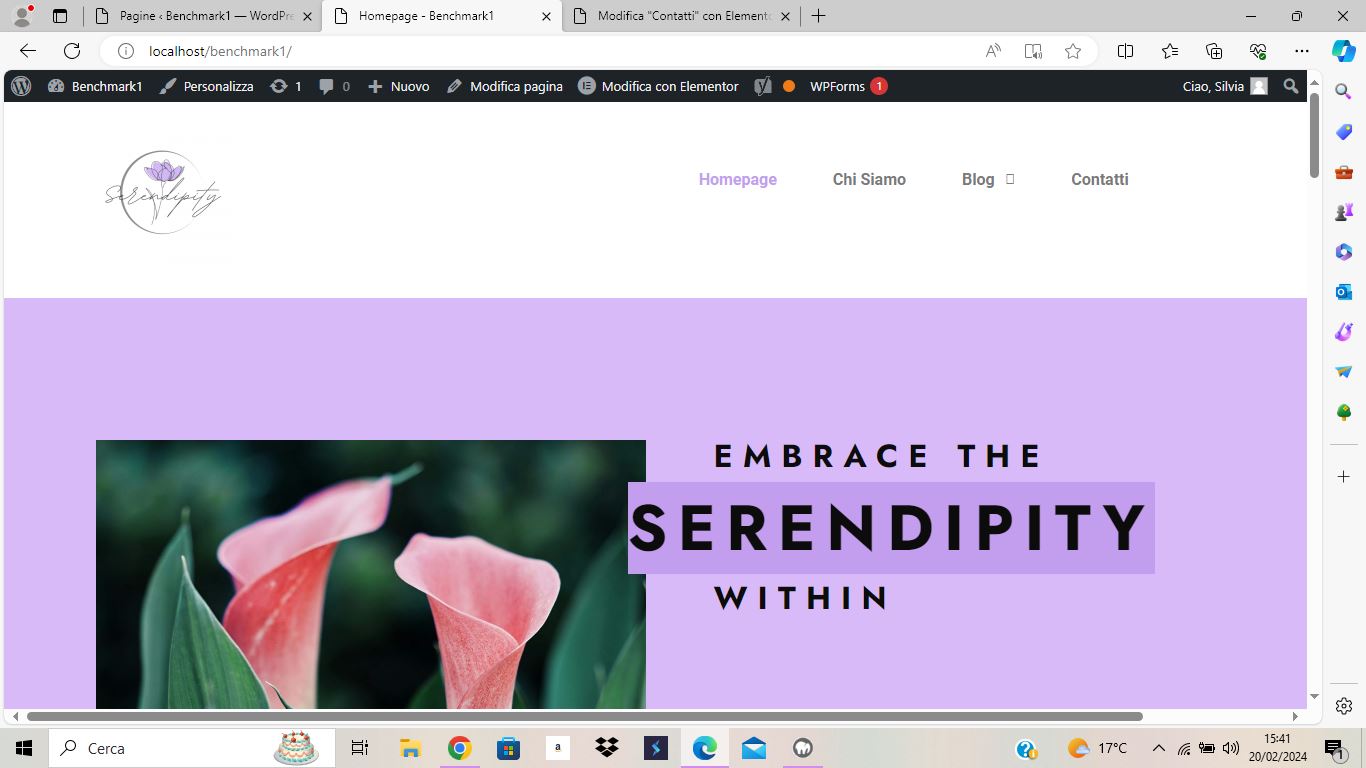 Pagine ‹ Benchmark1 — WordPre
Homepage - Benchmark1
Modifica "Contatti" con Elemento
localhost/benchmark1/
Benchmark1 Personalizza 1 0 Nuovo Modifica pagina Modifica con Elementor WPForms 1 Ciao, Silvia
Serendipity
Homepage Chi Siamo Blog Contatti
EMBRACE THE
SERENDIPITY
WITHIN
Cerca
a
17°C
15:41
20/02/2024
1